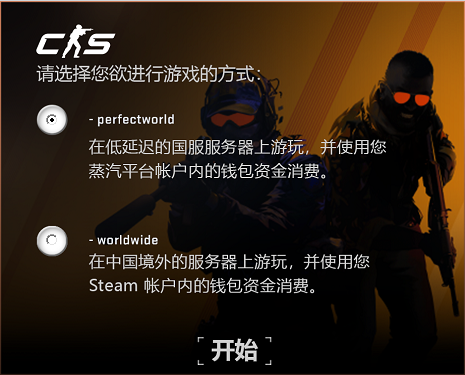 CS
请选择您欲进行游戏的方式：
- perfectworld
在低延迟的国服服务器上游玩，并使用您
蒸汽平台帐户内的钱包资金消费。
- worldwide
在中国境外的服务器上游玩，并使用您
Steam 帐户内的钱包资金消费。
开始